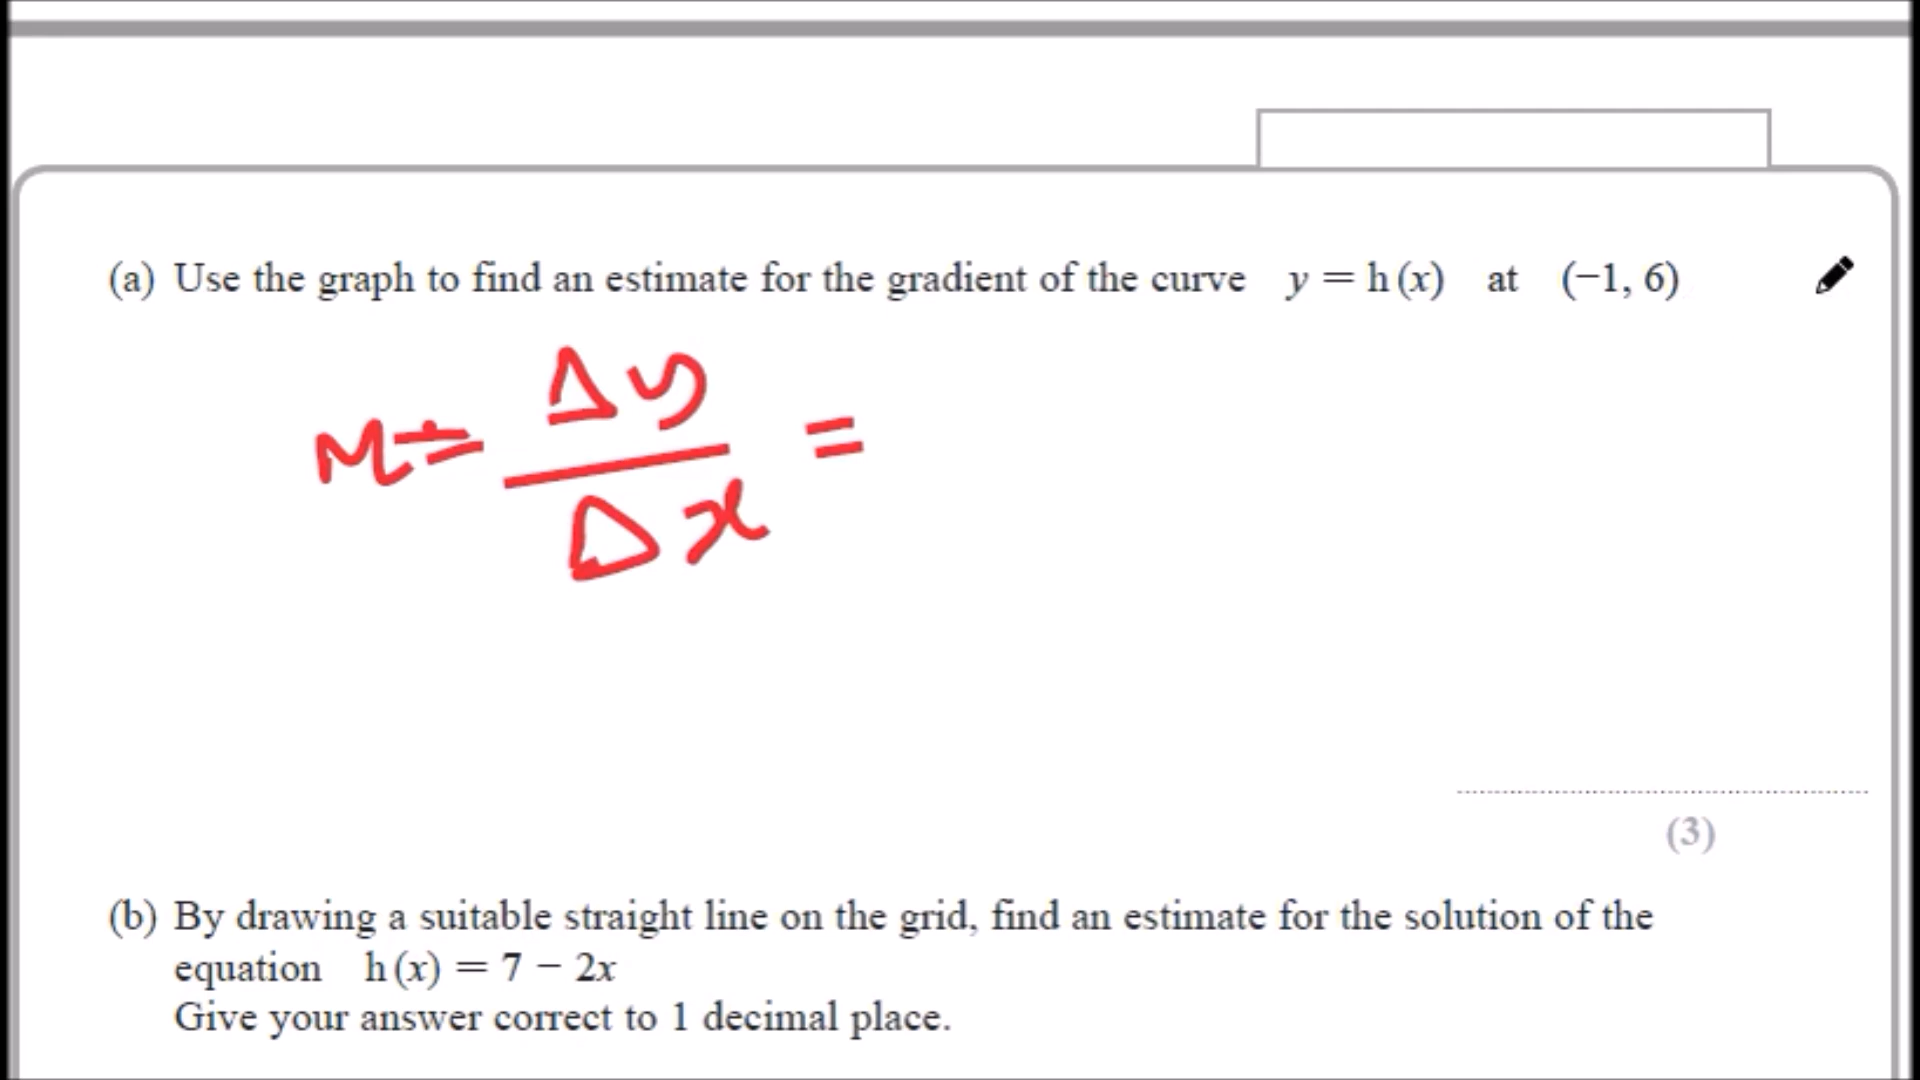 (a) Use the graph to find an estimate for the gradient of the curve y = h(x) at (−1, 6)
M = Δy / Δx =
(3)
(b) By drawing a suitable straight line on the grid, find an estimate for the solution of the
equation h(x) = 7 − 2x
Give your answer correct to 1 decimal place.